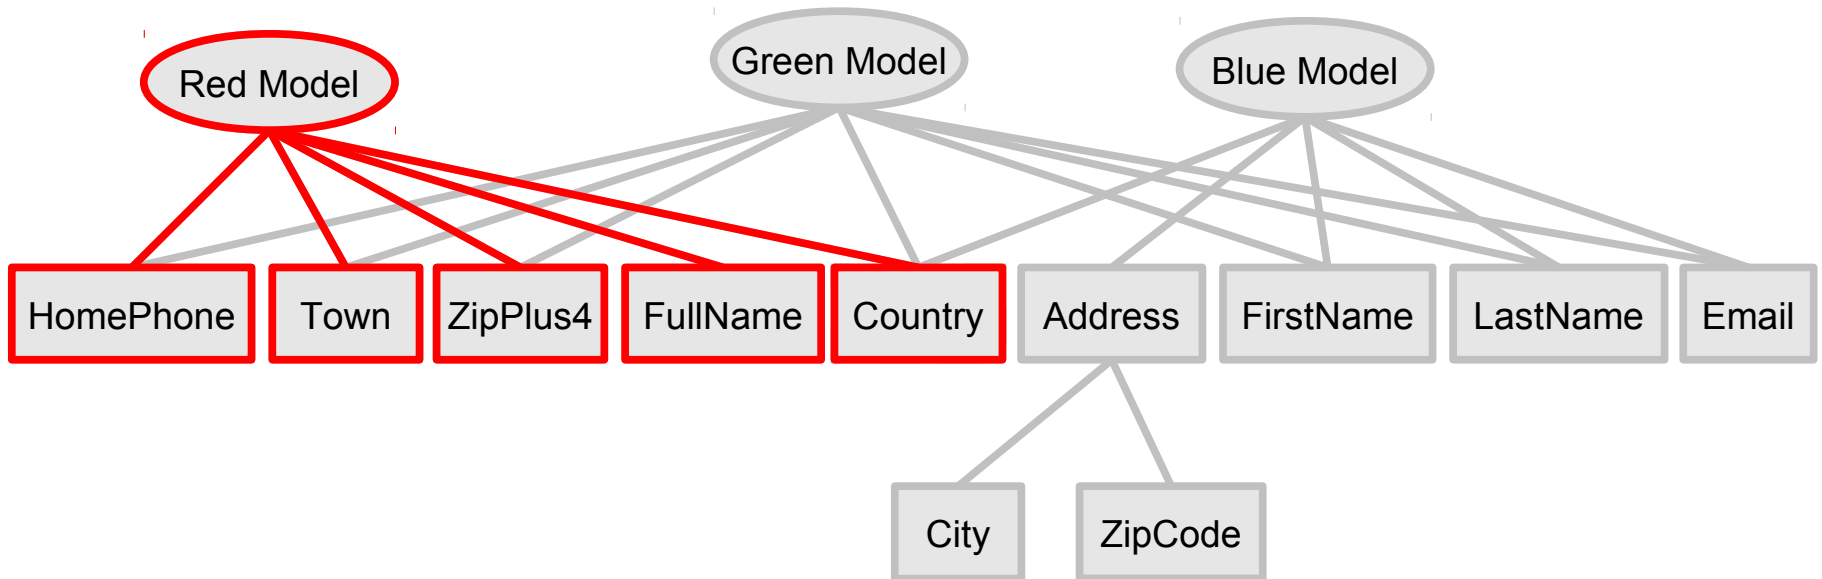 Red Model
Green Model
Blue Model
HomePhone
Town
ZipPlus4
FullName
Country
Address
FirstName
LastName
Email
City
ZipCode